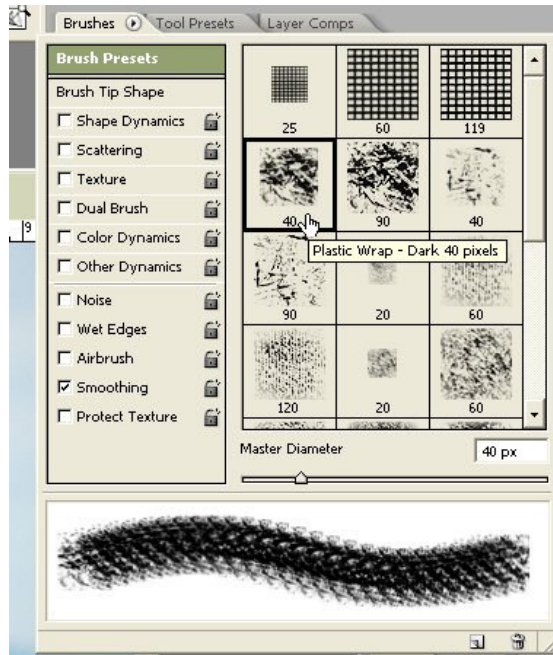 Brushes Tool Presets Layer Comps
Brush Presets
Brush Tip Shape
Shape Dynamics
Scattering
Texture
Dual Brush
Color Dynamics
Other Dynamics
Noise
Wet Edges
Airbrush
Smoothing
Protect Texture
25 60 119
40 90 40
Plastic Wrap - Dark 40 pixels
90 20 60
120 20 60
Master Diameter 40 px
9